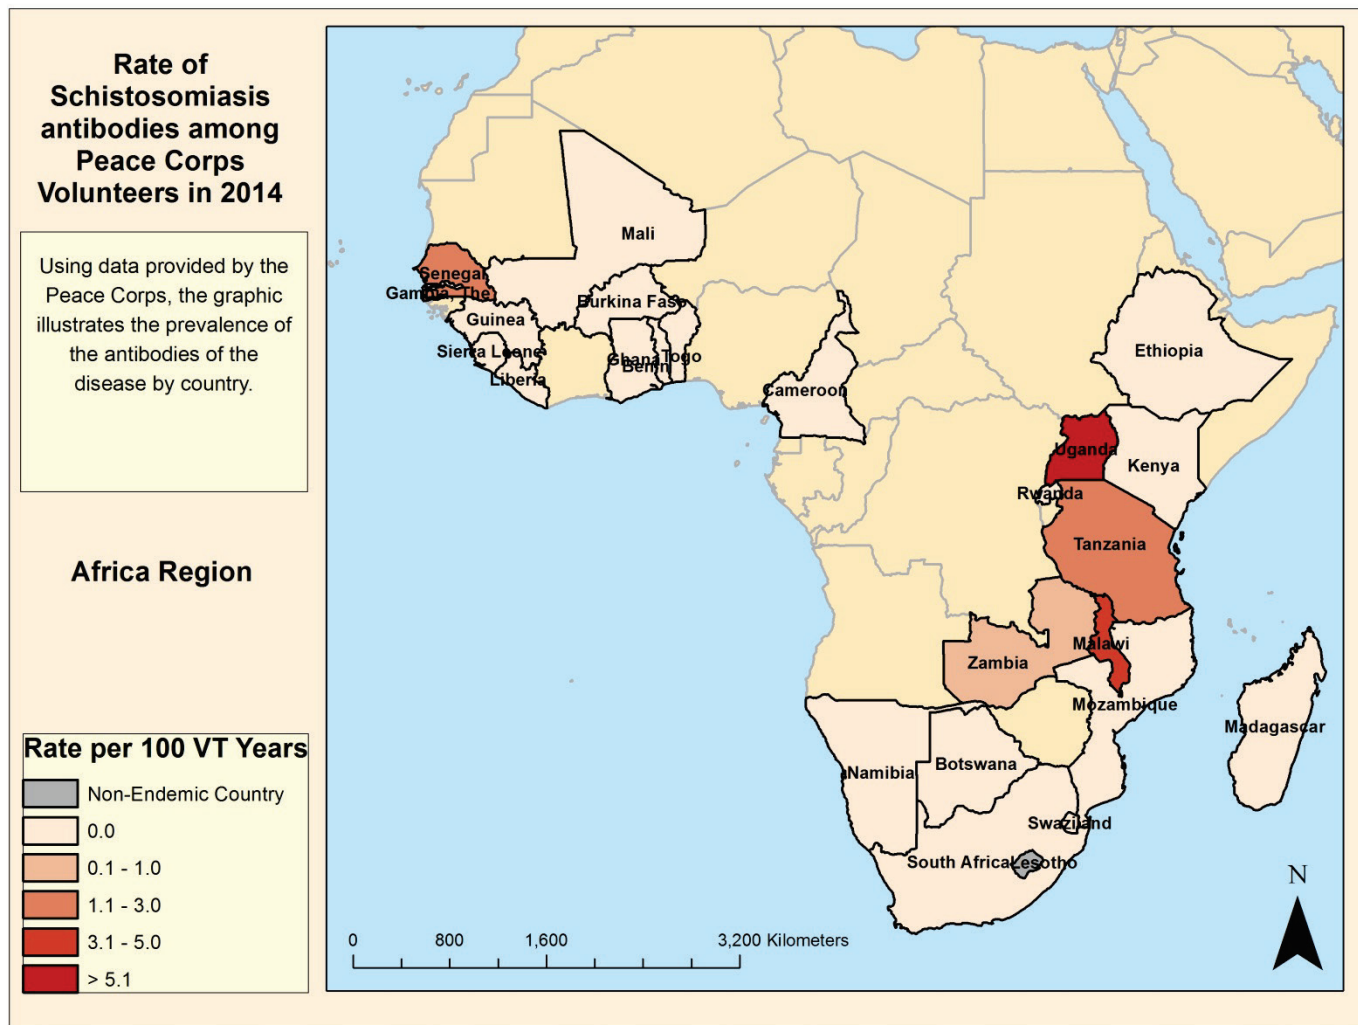 Rate of
Schistosomiasis
antibodies among
Peace Corps
Volunteers in 2014
Using data provided by the
Peace Corps, the graphic
illustrates the prevalence of
the antibodies of the
disease by country.
Africa Region
Rate per 100 VT Years
Non-Endemic Country
0.0
0.1 - 1.0
1.1 - 3.0
3.1 - 5.0
> 5.1
Mali
Senegal
Gambia, The
Burkina Faso
Guinea
Sierra Leone
Ghana
Benin
Togo
Liberia
Cameroon
Ethiopia
Uganda
Kenya
Rwanda
Tanzania
Malawi
Zambia
Mozambique
Madagascar
Namibia
Botswana
Swaziland
South Africa
Lesotho
N
0 800 1,600 3,200 Kilometers